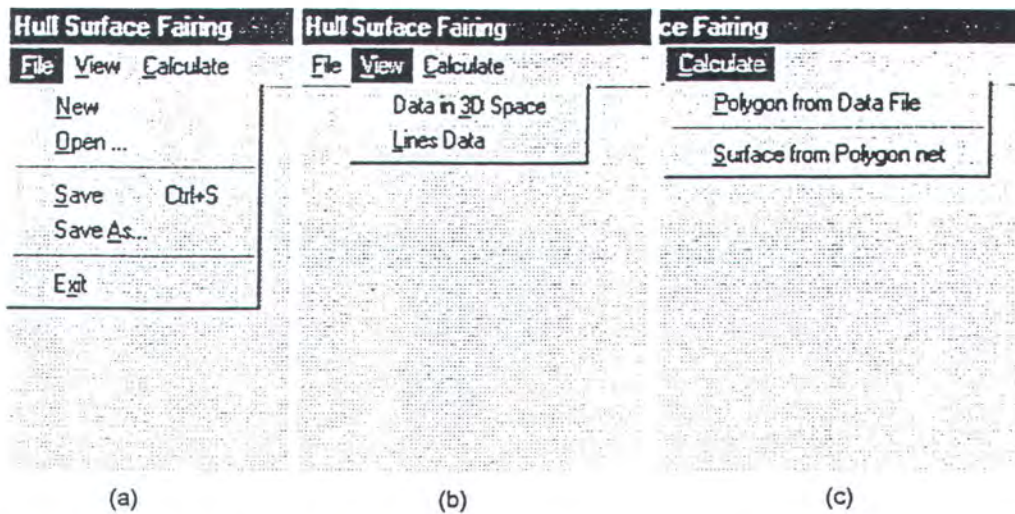 Hull Surface Fairing
File View Calculate
New
Open ...
Save Ctrl+S
Save As...
Exit
(a)
Hull Surface Fairing
File View Calculate
Data in 3D Space
Lines Data
(b)
ce Fairing
Calculate
Polygon from Data File
Surface from Polygon net
(c)